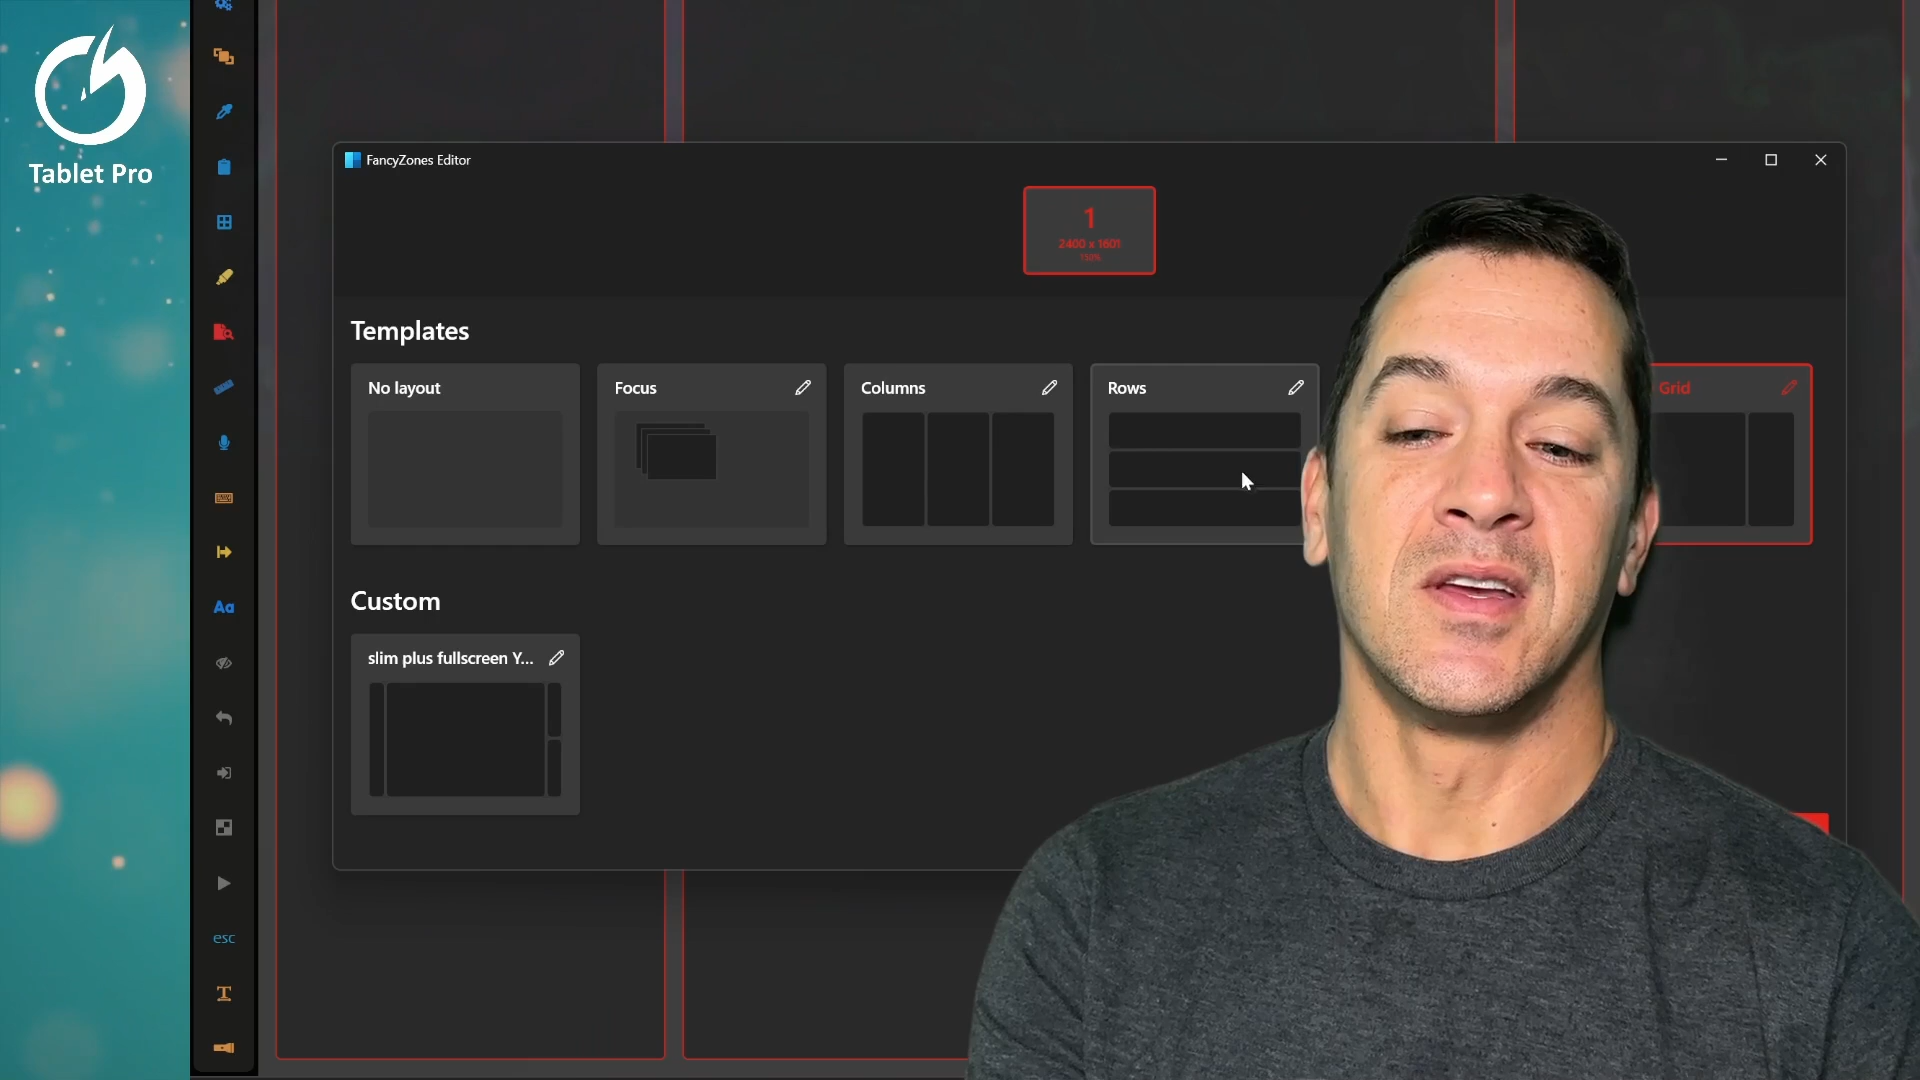 Tablet Pro
FancyZones Editor
1
2400 x 1601
150%
Templates
No layout
Focus
Columns
Rows
Grid
Custom
slim plus fullscreen Y...
Aa
esc
T